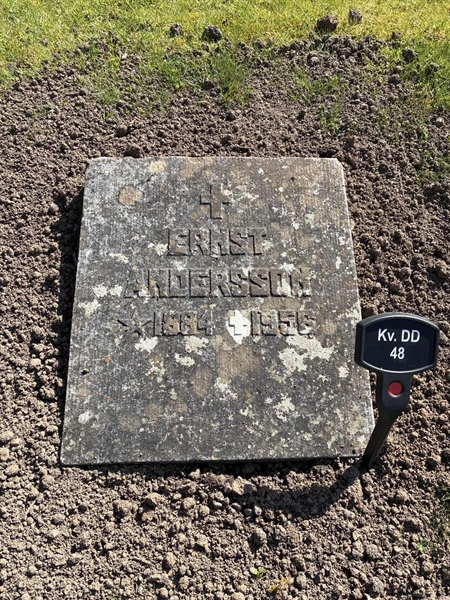 ERNST
ANDERSSON
* 1884 ✝ 1956
Kv. DD
48